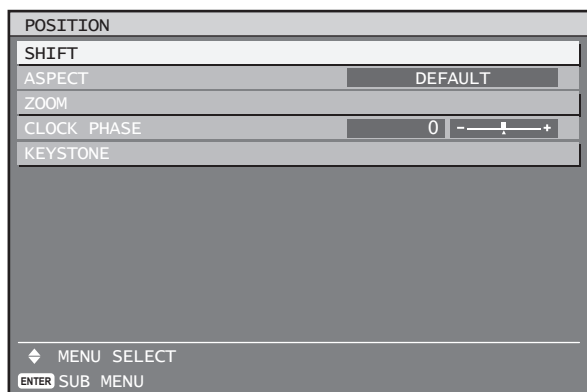 POSITION
SHIFT
ASPECT DEFAULT
ZOOM
CLOCK PHASE 0 - +
KEYSTONE
MENU SELECT
ENTER SUB MENU